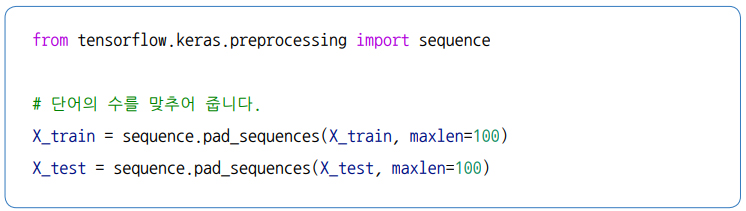 from tensorflow.keras.preprocessing import sequence
# 단어의 수를 맞추어 줍니다.
X_train = sequence.pad_sequences(X_train, maxlen=100)
X_test = sequence.pad_sequences(X_test, maxlen=100)